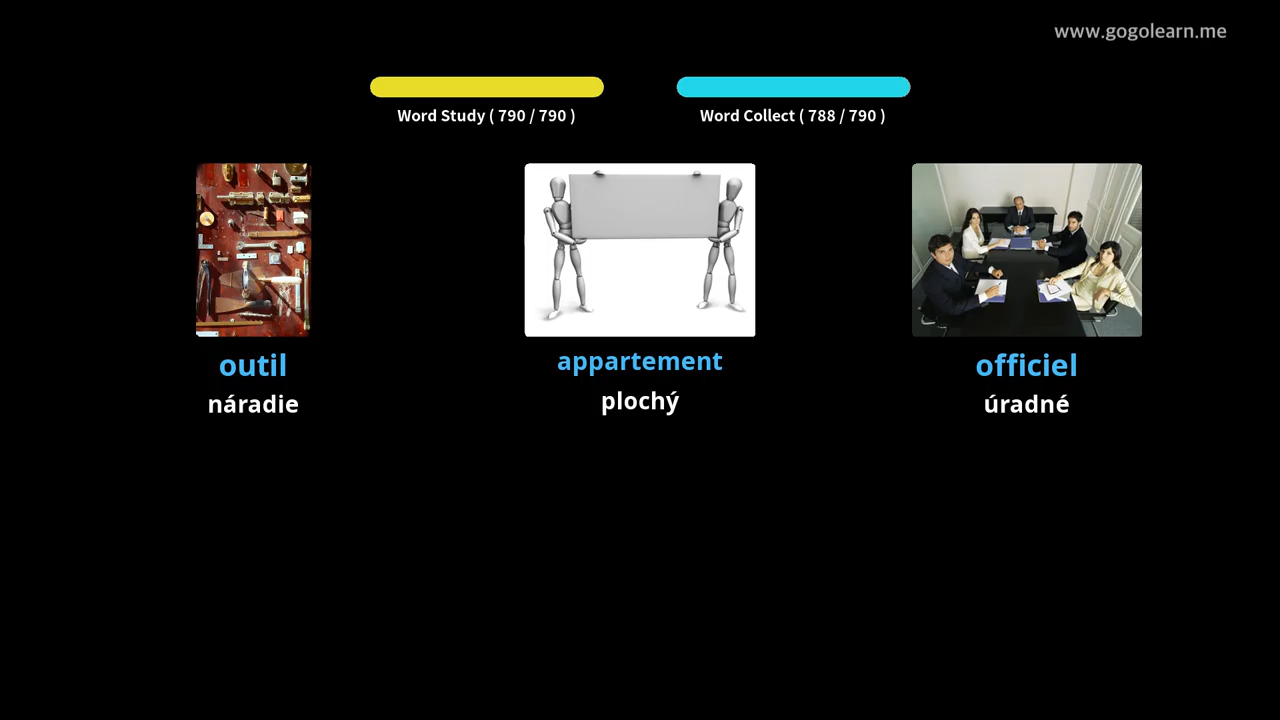 www.gogolearn.me
Word Study ( 790 / 790 )
Word Collect ( 788 / 790 )
outil
appartement
officiel
náradie
plochý
úradné